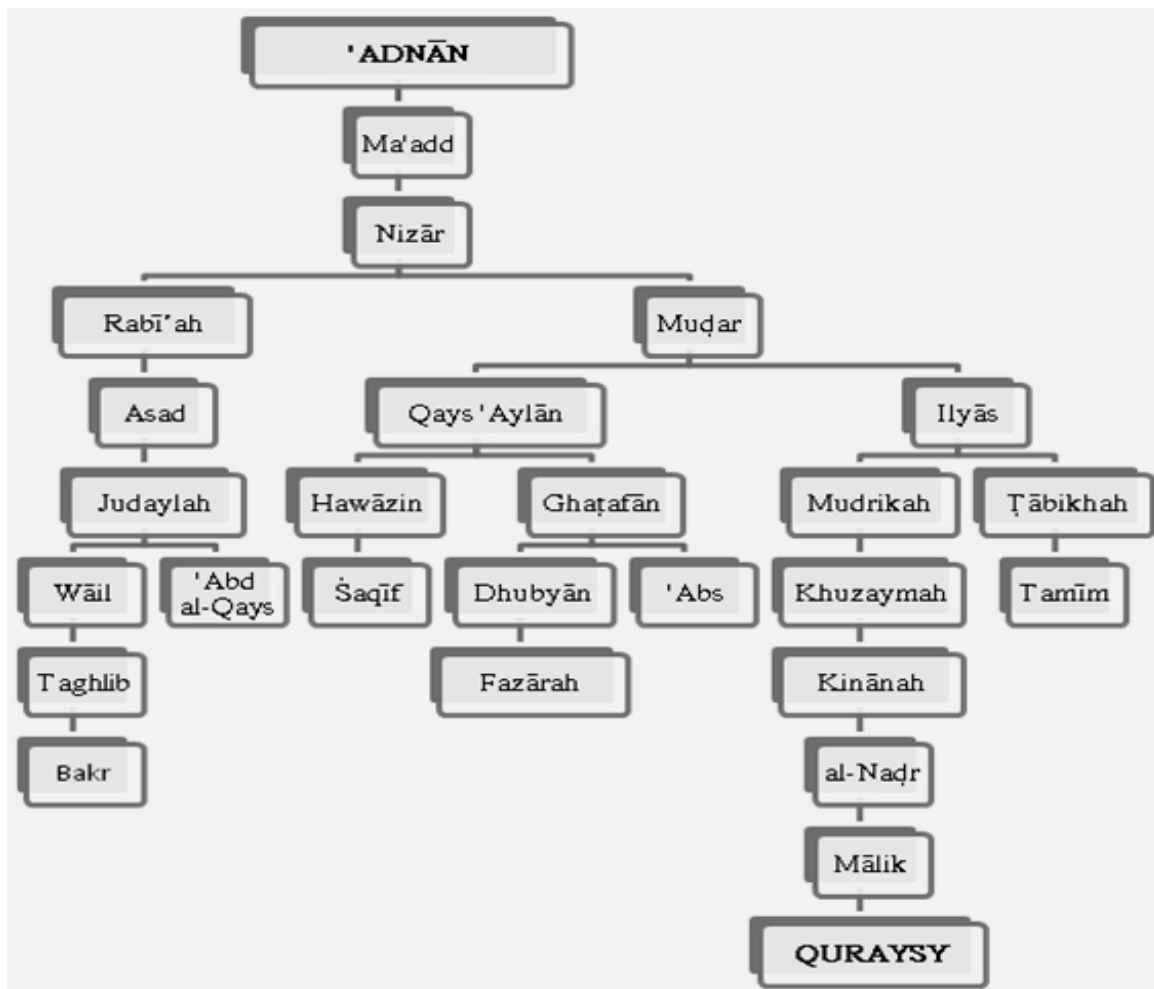 'ADNĀN
Ma'add
Nizār
Rabī'ah
Muḍar
Asad
Qays 'Aylān
Ilyās
Judaylah
Hawāzin
Ghaṭafān
Mudrikah
Ṭābikhah
Wāil
'Abd
al-Qays
Ṡaqīf
Dhubyān
'Abs
Khuzaymah
Tamīm
Taghlib
Fazārah
Kinānah
Bakr
al-Naḍr
Mālik
QURAYSY